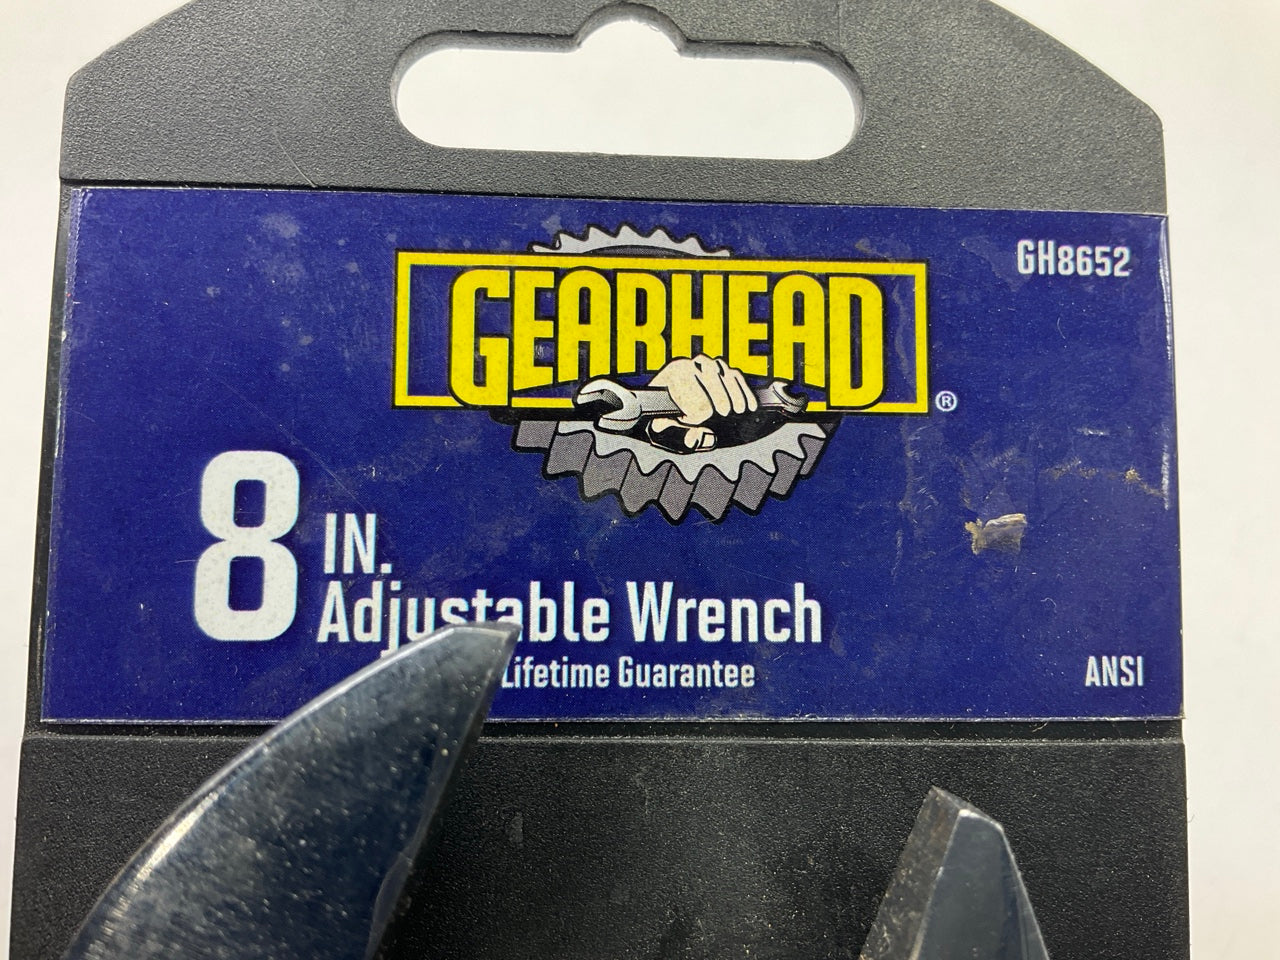 GH8652
GEARHEAD
®
8 IN.
Adjustable Wrench
Lifetime Guarantee
ANSI